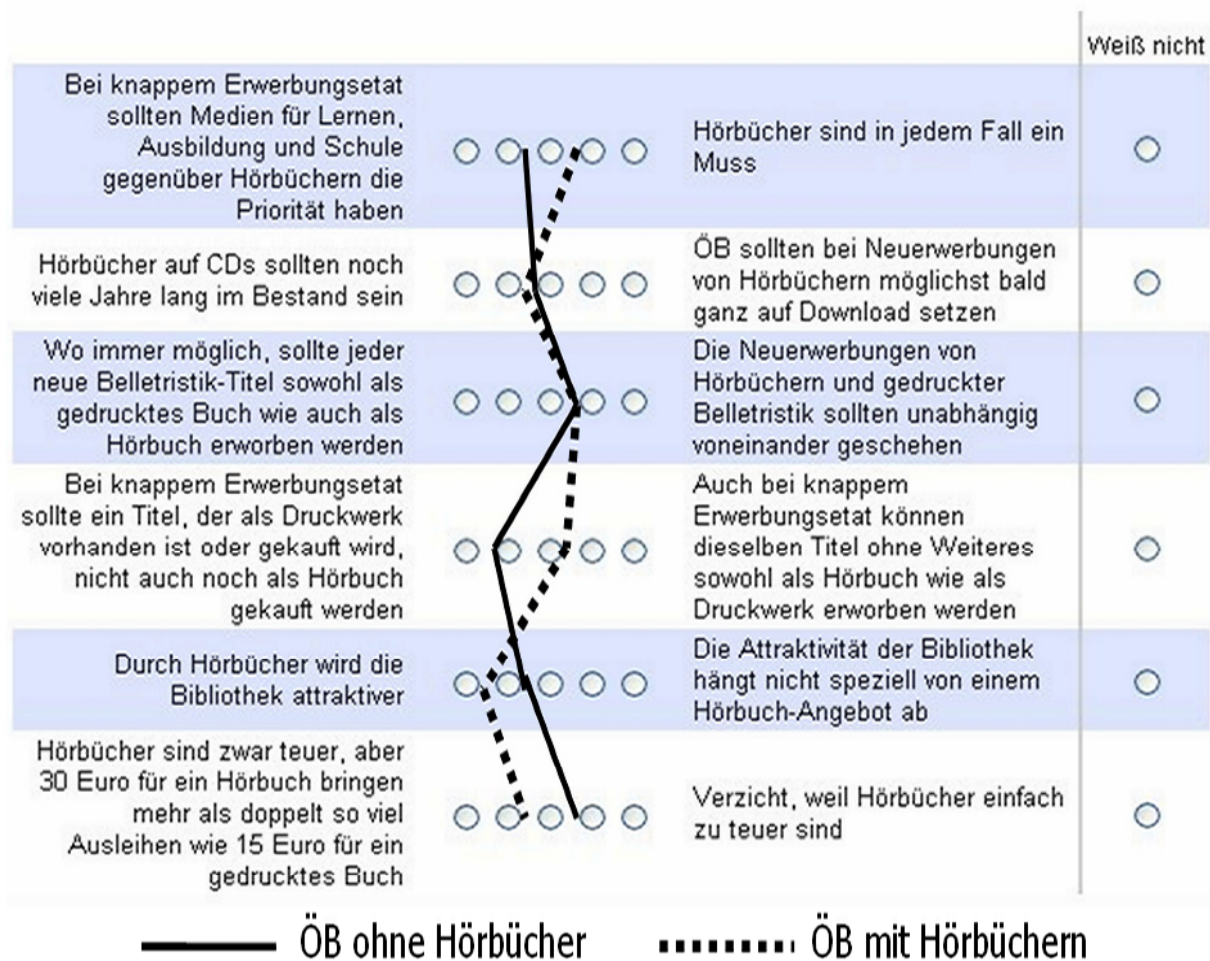 Weiß nicht
Bei knappem Erwerbungsetat
sollten Medien für Lernen,
Ausbildung und Schule
gegenüber Hörbüchern die
Priorität haben
Hörbücher sind in jedem Fall ein
Muss
Hörbücher auf CDs sollten noch
viele Jahre lang im Bestand sein
ÖB sollten bei Neuerwerbungen
von Hörbüchern möglichst bald
ganz auf Download setzen
Wo immer möglich, sollte jeder
neue Belletristik-Titel sowohl als
gedrucktes Buch wie auch als
Hörbuch erworben werden
Die Neuerwerbungen von
Hörbüchern und gedruckter
Belletristik sollten unabhängig
voneinander geschehen
Bei knappem Erwerbungsetat
sollte ein Titel, der als Druckwerk
vorhanden ist oder gekauft wird,
nicht auch noch als Hörbuch
gekauft werden
Auch bei knappem
Erwerbungsetat können
dieselben Titel ohne Weiteres
sowohl als Hörbuch wie als
Druckwerk erworben werden
Durch Hörbücher wird die
Bibliothek attraktiver
Die Attraktivität der Bibliothek
hängt nicht speziell von einem
Hörbuch-Angebot ab
Hörbücher sind zwar teuer, aber
30 Euro für ein Hörbuch bringen
mehr als doppelt so viel
Ausleihen wie 15 Euro für ein
gedrucktes Buch
Verzicht, weil Hörbücher einfach
zu teuer sind
ÖB ohne Hörbücher
ÖB mit Hörbüchern